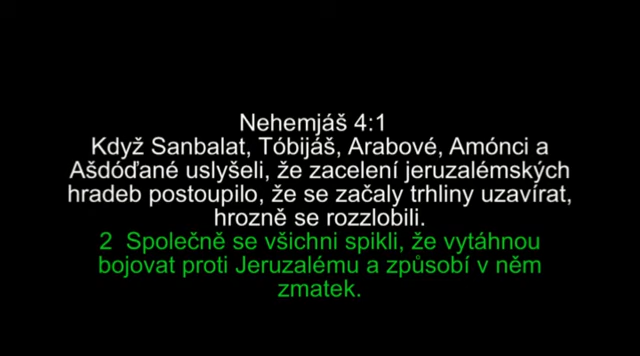 Nehemjáš 4:1
Když Sanbalat, Tóbijáš, Arabové, Amónci a
Ašdóďané uslyšeli, že zacelení jeruzalémských
hradeb postoupilo, že se začaly trhliny uzavírat,
hrozně se rozzlobili.
2  Společně se všichni spikli, že vytáhnou
bojovat proti Jeruzalému a způsobí v něm
zmatek.